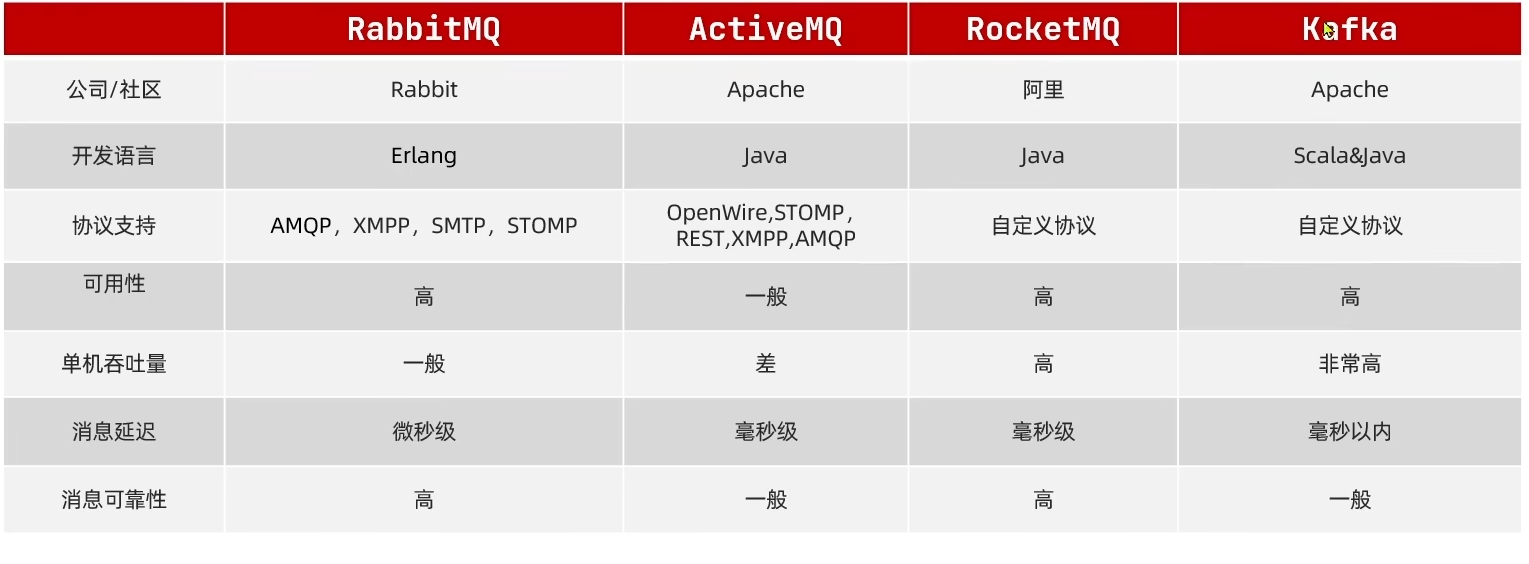 RabbitMQ ActiveMQ RocketMQ Kafka
公司/社区 Rabbit Apache 阿里 Apache
开发语言 Erlang Java Java Scala&Java
协议支持 AMQP，XMPP，SMTP，STOMP OpenWire,STOMP，
REST,XMPP,AMQP 自定义协议 自定义协议
可用性 高 一般 高 高
单机吞吐量 一般 差 高 非常高
消息延迟 微秒级 毫秒级 毫秒级 毫秒以内
消息可靠性 高 一般 高 一般